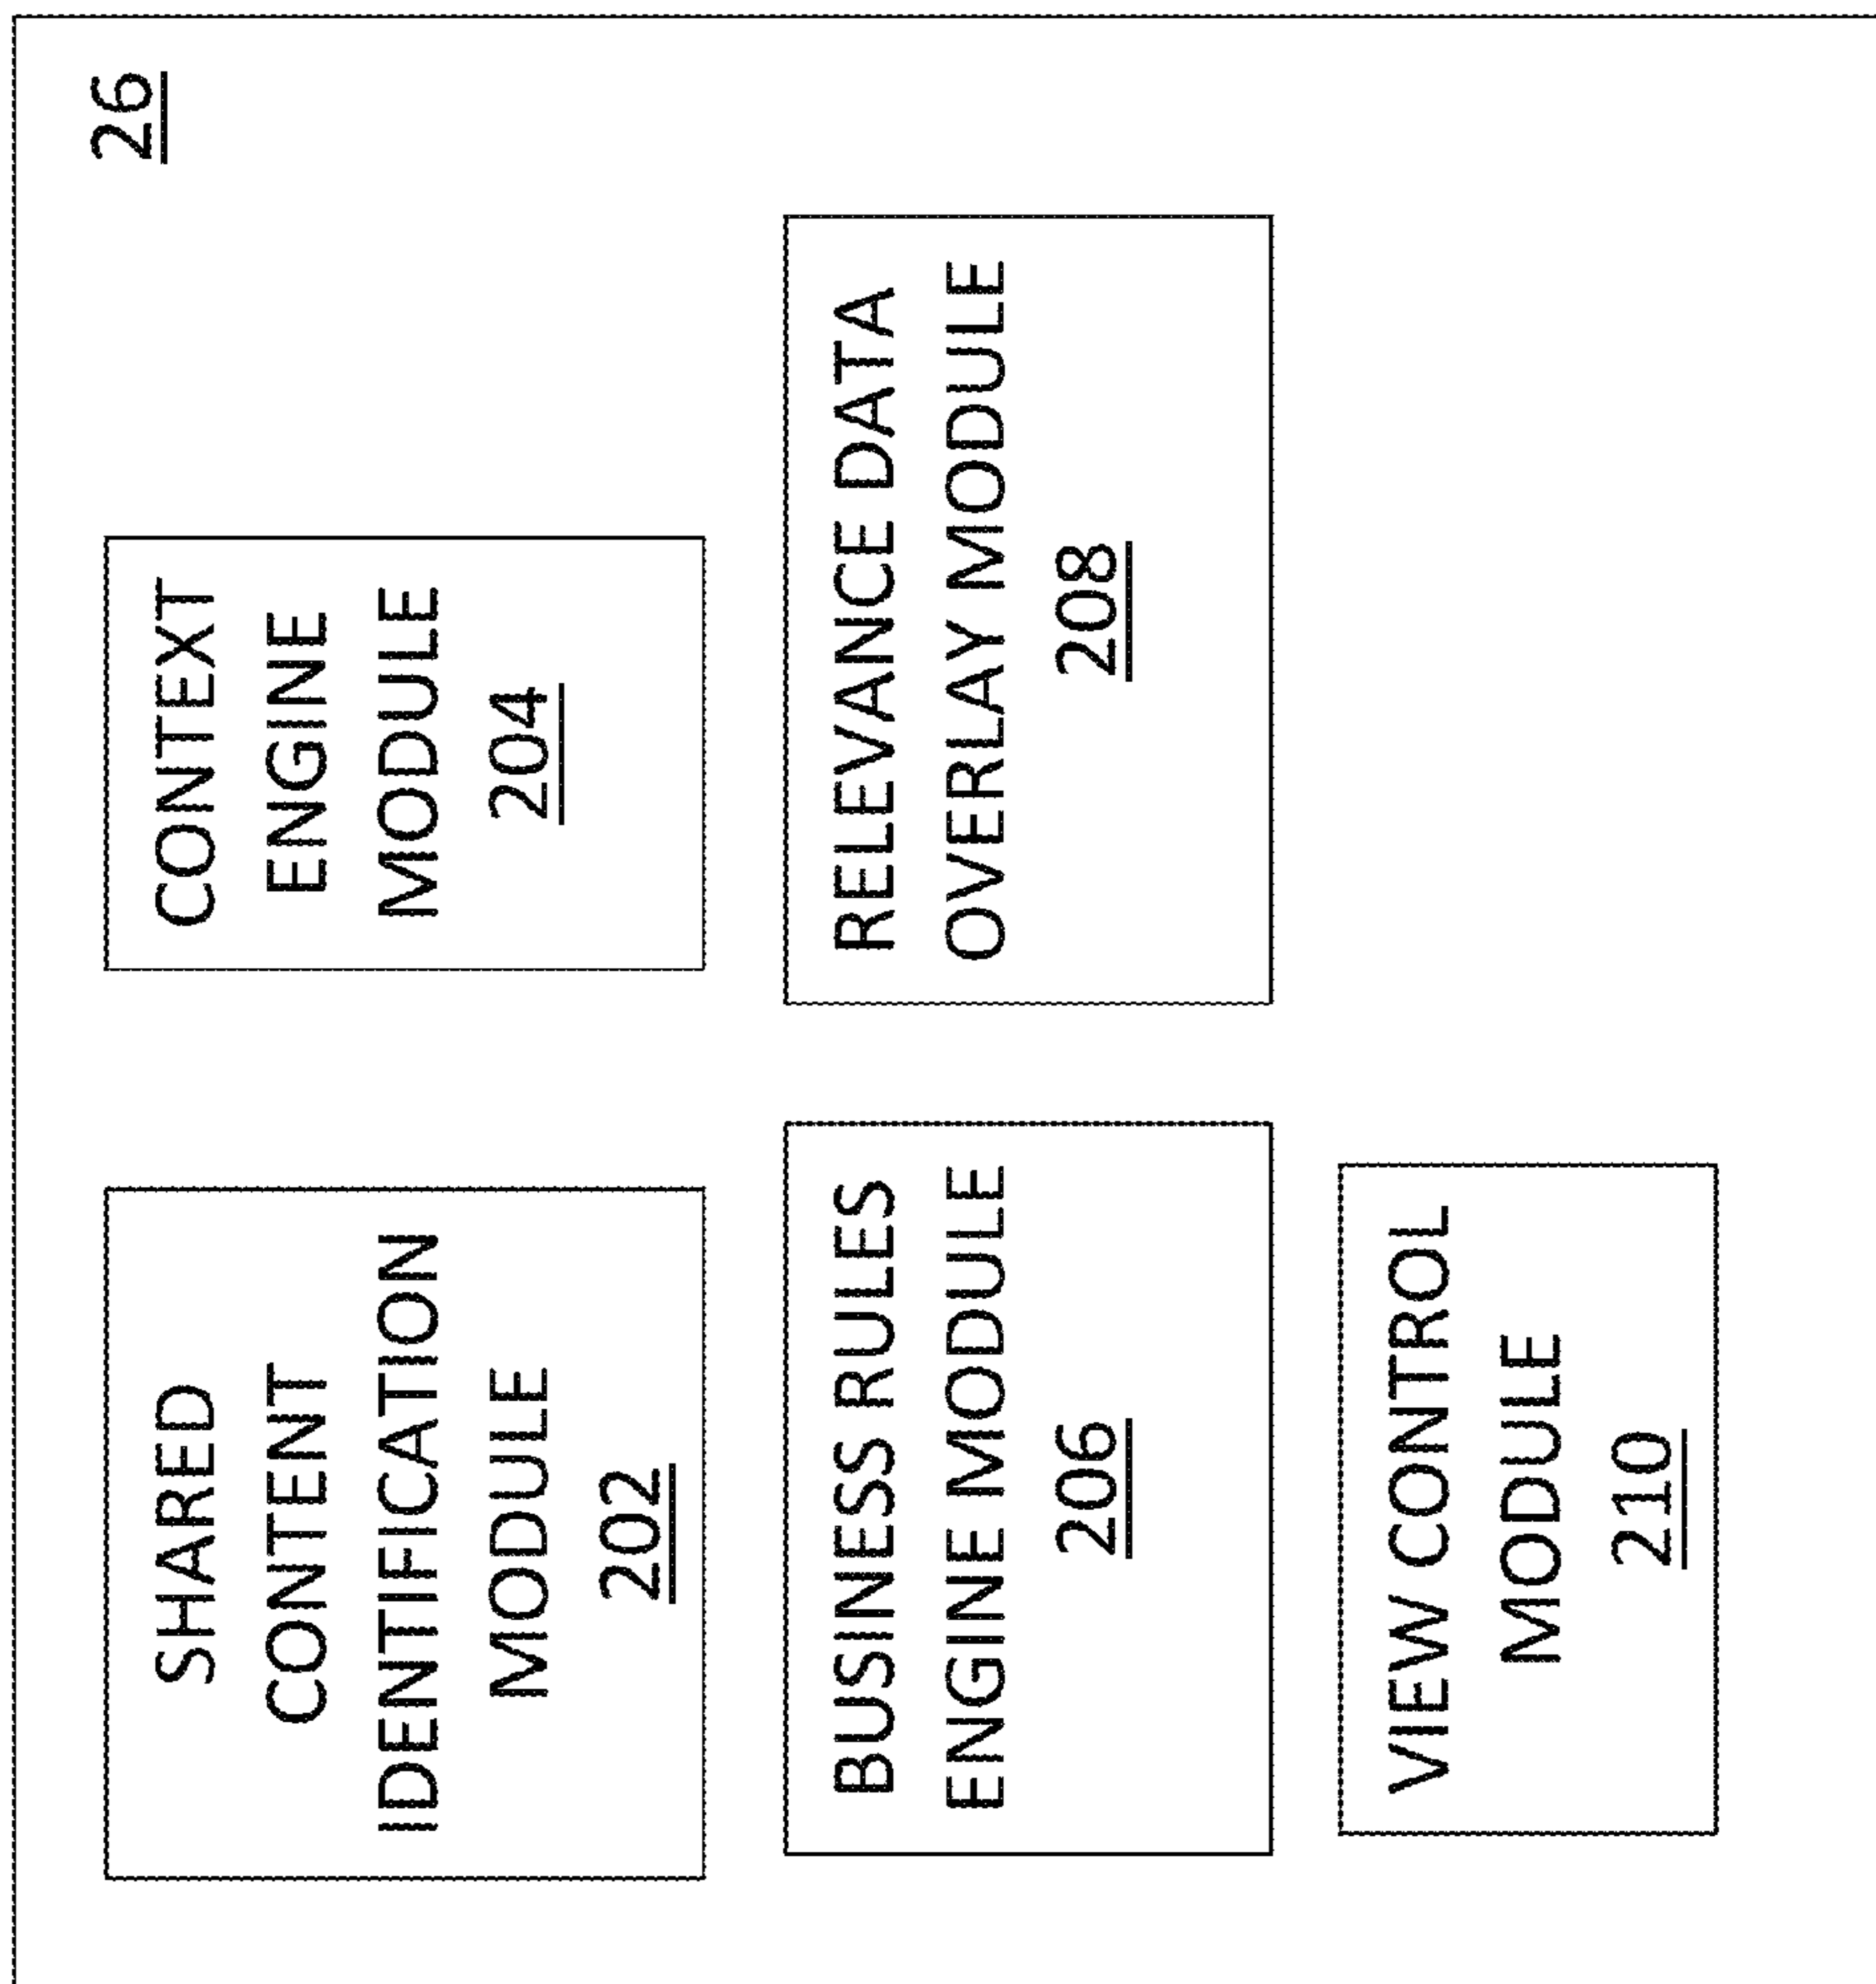 26
SHARED
CONTENT
IDENTIFICATION
MODULE
202
CONTEXT
ENGINE
MODULE
204
BUSINESS RULES
ENGINE MODULE
206
RELEVANCE DATA
OVERLAY MODULE
208
VIEW CONTROL
MODULE
210